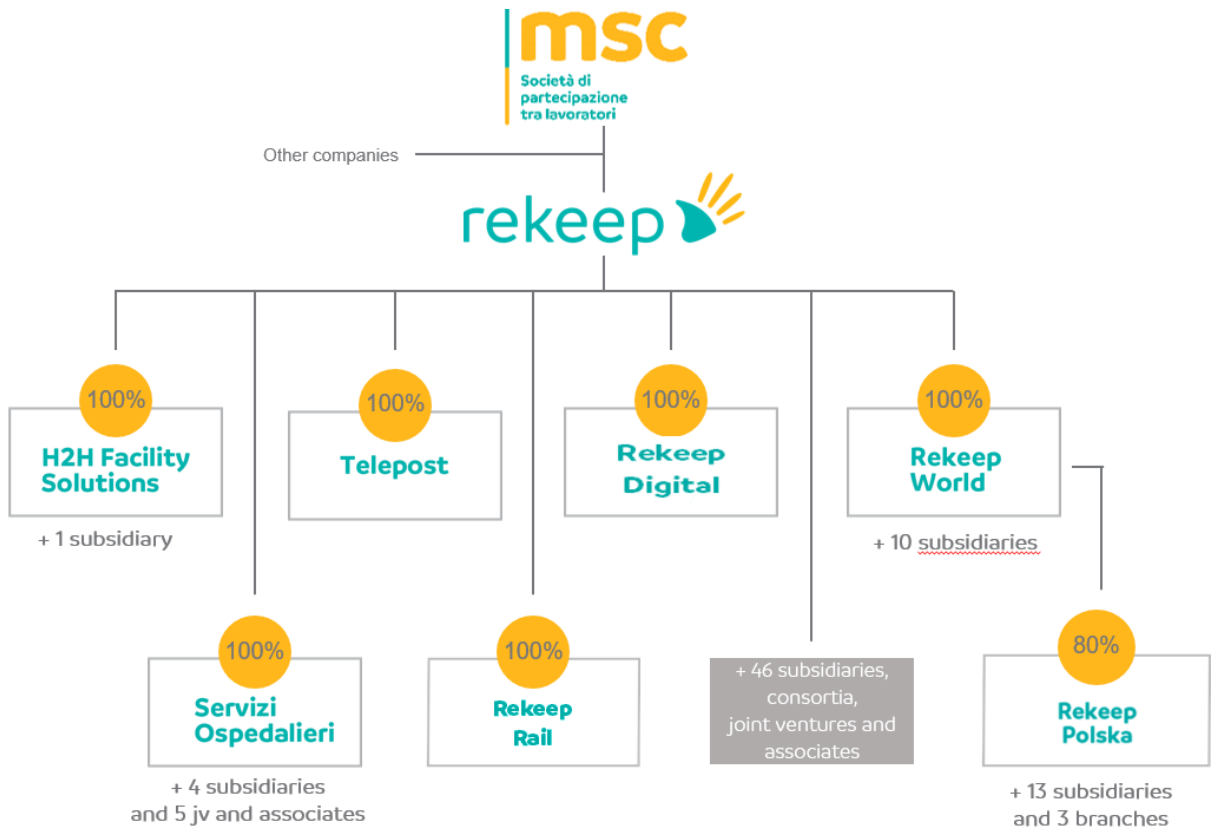 msc
Società di
partecipazione
tra lavoratori
Other companies
rekeep
100%
H2H Facility
Solutions
+ 1 subsidiary
100%
Telepost
100%
Rekeep
Digital
100%
Rekeep
World
+ 10 subsidiaries
100%
Servizi
Ospedalieri
+ 4 subsidiaries
and 5 jv and associates
100%
Rekeep
Rail
+ 46 subsidiaries,
consortia,
joint ventures and
associates
80%
Rekeep
Polska
+ 13 subsidiaries
and 3 branches